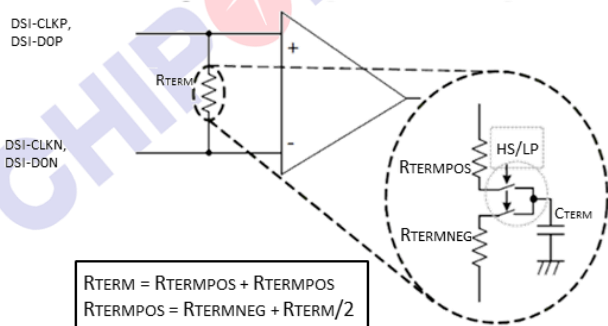 DSI-CLKP,
DSI-D0P
RTERM
+
-
DSI-CLKN,
DSI-D0N
HS/LP
RTERMPOS
CTERM
RTERMNEG
RTERM = RTERMPOS + RTERMPOS
RTERMPOS = RTERMNEG + RTERM/2
CHIP